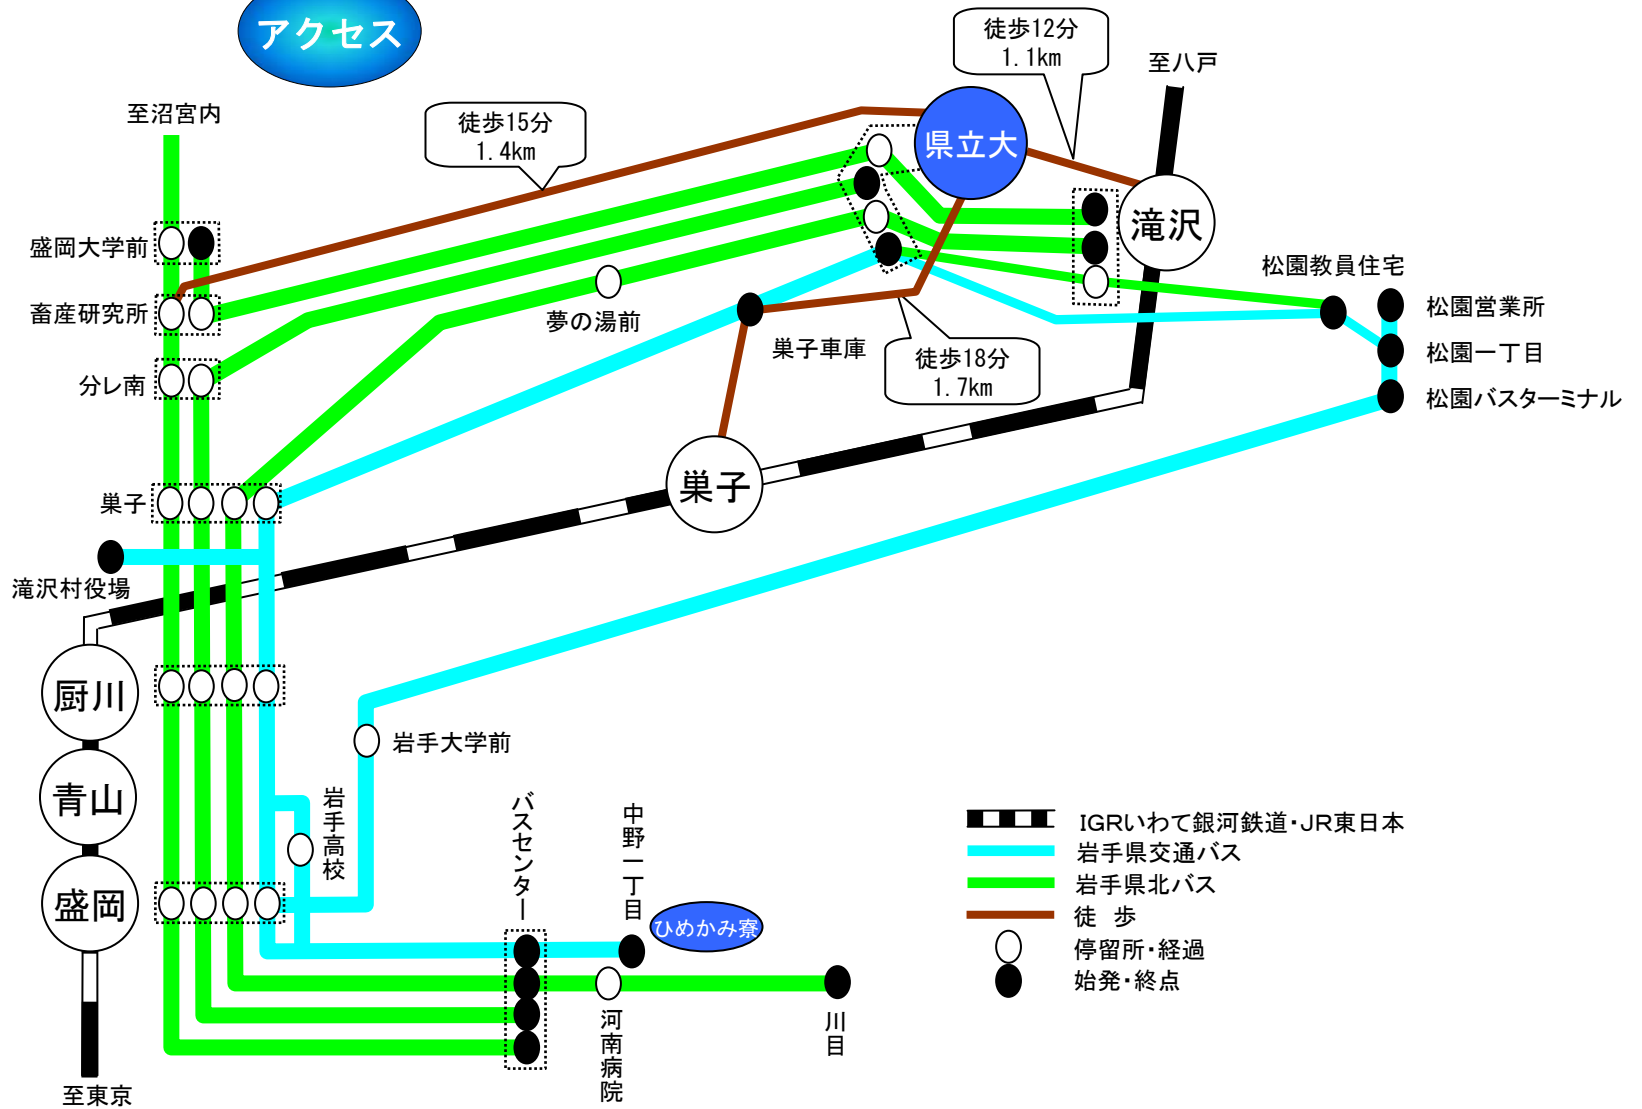 アクセス
徒歩12分
1.1km
至八戸
至沼宮内
徒歩15分
1.4km
県立大
滝沢
盛岡大学前
松園教員住宅
畜産研究所
夢の湯前
松園営業所
巣子車庫
松園一丁目
徒歩18分
1.7km
分レ南
松園バスターミナル
巣子
巣子
滝沢村役場
厨川
岩手大学前
青山
岩手高校
バスセンター
中野一丁目
盛岡
ひめかみ寮
河南病院
川目
至東京
IGRいわて銀河鉄道・JR東日本
岩手県交通バス
岩手県北バス
徒 歩
停留所・経過
始発・終点